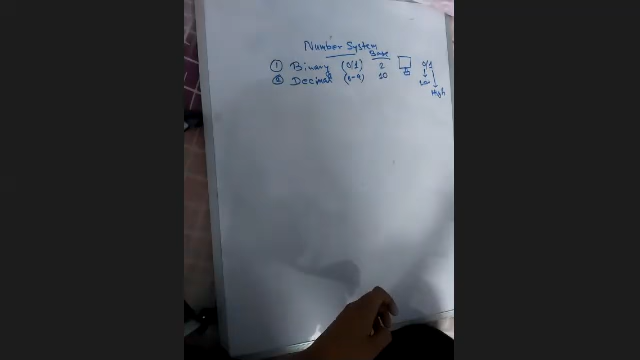 Number System
Base
① Binary (0/1) 2 0/1
② Decimal (0-9) 10 Low
High